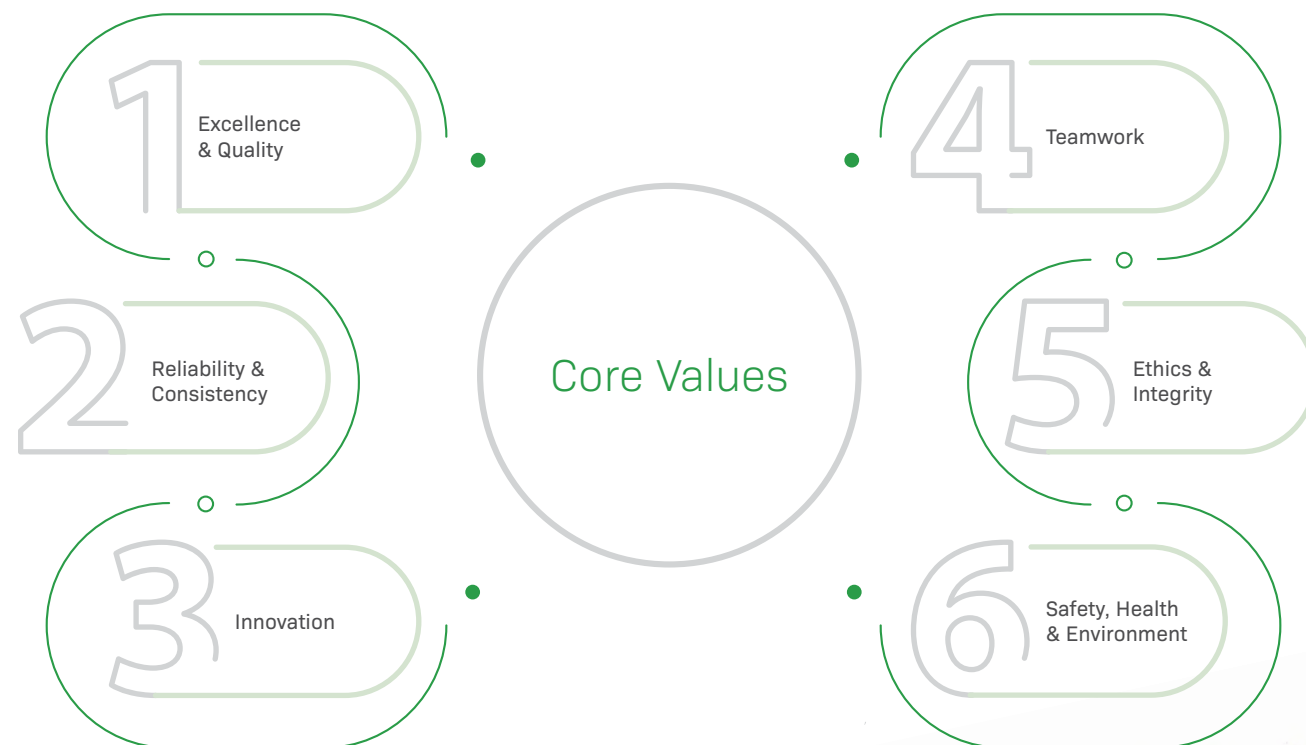 1
Excellence
& Quality
2
Reliability &
Consistency
3
Innovation
Core Values
4
Teamwork
5
Ethics &
Integrity
6
Safety, Health
& Environment